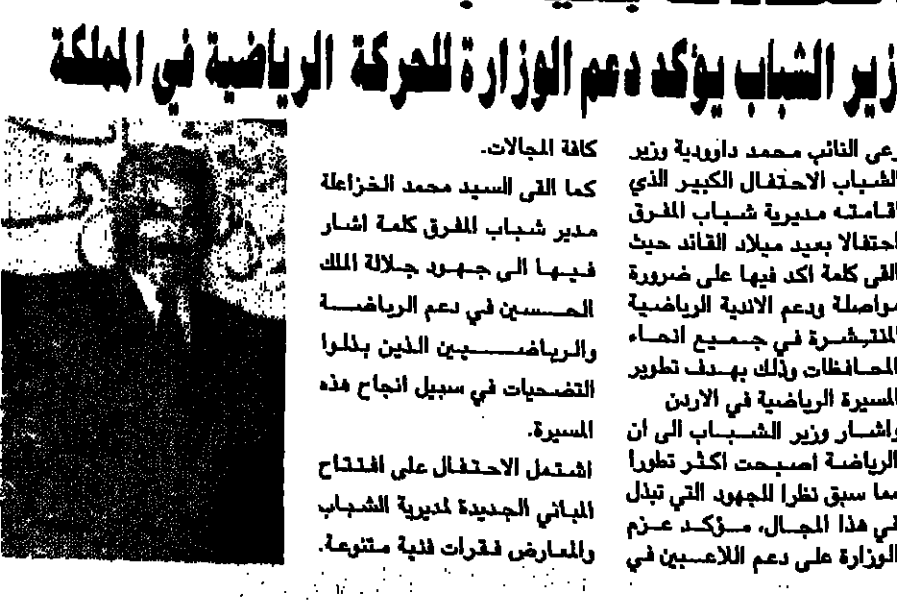 زير الشباب يؤكد دعم الوزارة للحركة الرياضية في المملكة
رعى النائب محمد داوودية وزير
الشباب الاحتفال الكبير الذي
اقامته مديرية شباب المفرق
احتفالا بعيد ميلاد القائد حيث
القى كلمة اكد فيها على ضرورة
مواصلة ودعم الاندية الرياضية
المنتشرة في جميع انحاء
المحافظات وذلك بهدف تطوير
المسيرة الرياضية في الاردن
واشار وزير الشباب الى ان
الرياضة اصبحت اكثر تطورا
مما سبق نظرا للجهود التي تبذل
في هذا المجال، مؤكد عزم
الوزارة على دعم اللاعبين في
كافة المجالات.
كما القى السيد محمد الخزاعلة
مدير شباب المفرق كلمة اشار
فيها الى جهود جلالة الملك
الحسين في دعم الرياضة
والرياضيين الذين بذلوا
التضحيات في سبيل انجاح هذه
المسيرة.
اشتمل الاحتفال على افتتاح
المباني الجديدة لمديرية الشباب
والمعارض فقرات فنية متنوعة.